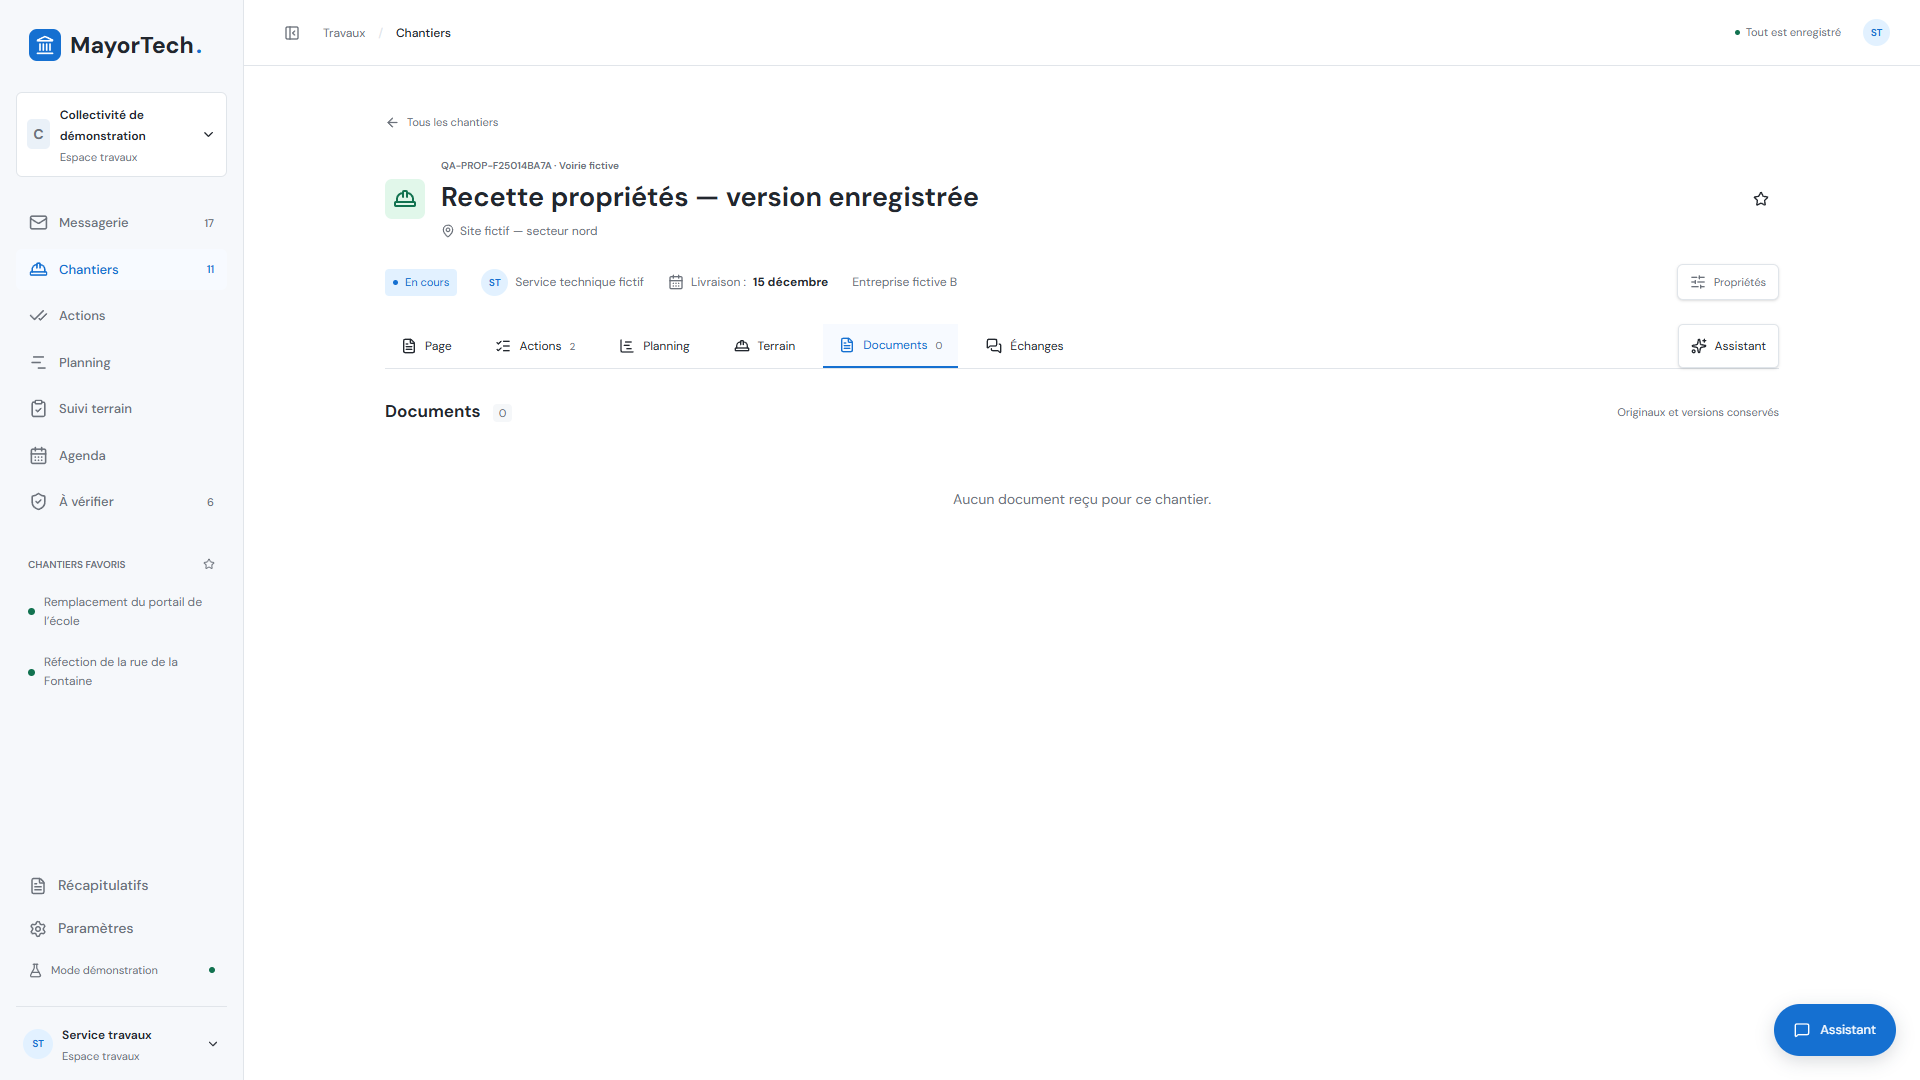 MayorTech.
Collectivité de
démonstration
Espace travaux
C
Messagerie 17
Chantiers 11
Actions
Planning
Suivi terrain
Agenda
À vérifier 6
CHANTIERS FAVORIS
Remplacement du portail de
l'école
Réfection de la rue de la
Fontaine
Récapitulatifs
Paramètres
Mode démonstration
ST
Service travaux
Espace travaux
Travaux / Chantiers
Tout est enregistré
ST
Tous les chantiers
QA-PROP-F25014BA7A · Voirie fictive
Recette propriétés — version enregistrée
Site fictif — secteur nord
En cours
ST Service technique fictif
Livraison : 15 décembre
Entreprise fictive B
Propriétés
Page
Actions 2
Planning
Terrain
Documents 0
Échanges
Assistant
Documents 0
Originaux et versions conservés
Aucun document reçu pour ce chantier.
Assistant